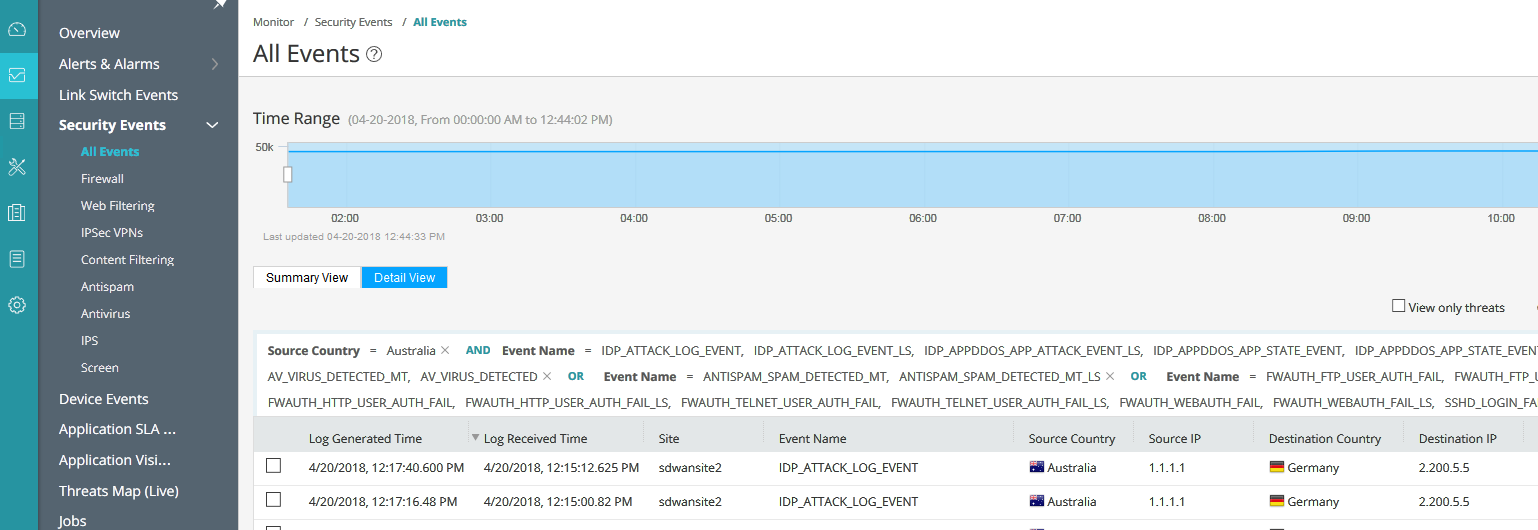 Overview
Alerts & Alarms
Link Switch Events
Security Events
All Events
Firewall
Web Filtering
IPSec VPNs
Content Filtering
Antispam
Antivirus
IPS
Screen
Device Events
Application SLA ...
Application Visi...
Threats Map (Live)
Jobs
Monitor / Security Events / All Events
All Events ?
Time Range (04-20-2018, From 00:00:00 AM to 12:44:02 PM)
50k
02:00 03:00 04:00 05:00 06:00 07:00 08:00 09:00 10:00
Last updated 04-20-2018 12:44:33 PM
Summary View Detail View
View only threats
Source Country = Australia × AND Event Name = IDP_ATTACK_LOG_EVENT, IDP_ATTACK_LOG_EVENT_LS, IDP_APPDDOS_APP_ATTACK_EVENT_LS, IDP_APPDDOS_APP_STATE_EVENT, IDP_APPDDOS_APP_STATE_EVEN
AV_VIRUS_DETECTED_MT, AV_VIRUS_DETECTED × OR Event Name = ANTISPAM_SPAM_DETECTED_MT, ANTISPAM_SPAM_DETECTED_MT_LS × OR Event Name = FWAUTH_FTP_USER_AUTH_FAIL, FWAUTH_FTP_U
FWAUTH_HTTP_USER_AUTH_FAIL, FWAUTH_HTTP_USER_AUTH_FAIL_LS, FWAUTH_TELNET_USER_AUTH_FAIL, FWAUTH_TELNET_USER_AUTH_FAIL_LS, FWAUTH_WEBAUTH_FAIL, FWAUTH_WEBAUTH_FAIL_LS, SSHD_LOGIN_FA
Log Generated Time Log Received Time Site Event Name Source Country Source IP Destination Country Destination IP
4/20/2018, 12:17:40.600 PM 4/20/2018, 12:15:12.625 PM sdwansite2 IDP_ATTACK_LOG_EVENT Australia 1.1.1.1 Germany 2.200.5.5
4/20/2018, 12:17:16.48 PM 4/20/2018, 12:15:00.82 PM sdwansite2 IDP_ATTACK_LOG_EVENT Australia 1.1.1.1 Germany 2.200.5.5